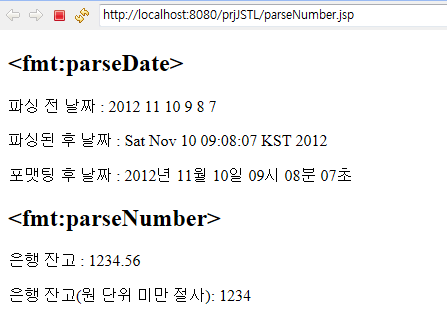 http://localhost:8080/prjJSTL/parseNumber.jsp
<fmt:parseDate>
파싱 전 날짜 : 2012 11 10 9 8 7
파싱된 후 날짜 : Sat Nov 10 09:08:07 KST 2012
포맷팅 후 날짜 : 2012년 11월 10일 09시 08분 07초
<fmt:parseNumber>
은행 잔고 : 1234.56
은행 잔고(원 단위 미만 절사): 1234